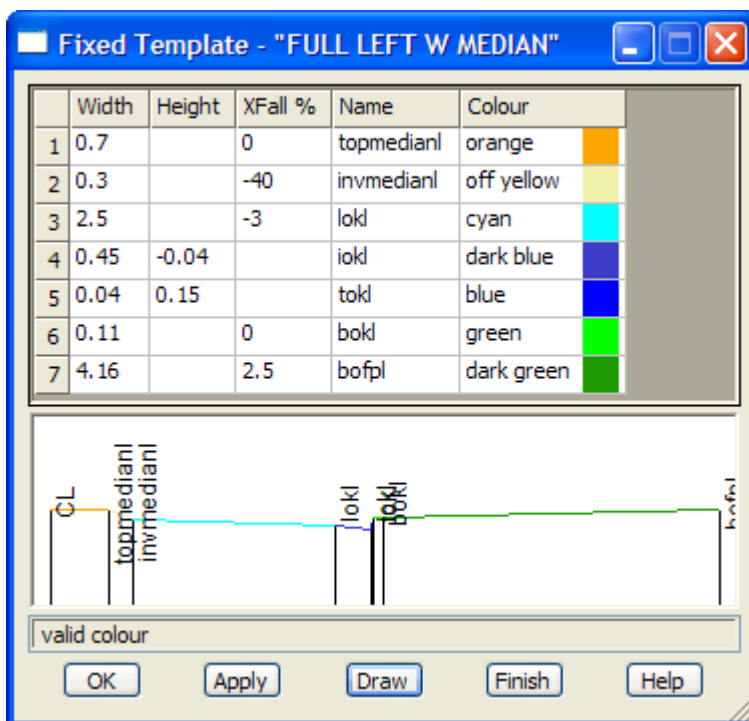 Fixed Template - "FULL LEFT W MEDIAN"
Width Height XFall % Name Colour
1 0.7 0 topmedianl orange
2 0.3 -40 invmedianl off yellow
3 2.5 -3 lokl cyan
4 0.45 -0.04 iokl dark blue
5 0.04 0.15 tokl blue
6 0.11 0 bokl green
7 4.16 2.5 bofpl dark green
CL
topmedianl
invmedianl
lokl
tokl
bokl
bofpl
valid colour
OK Apply Draw Finish Help